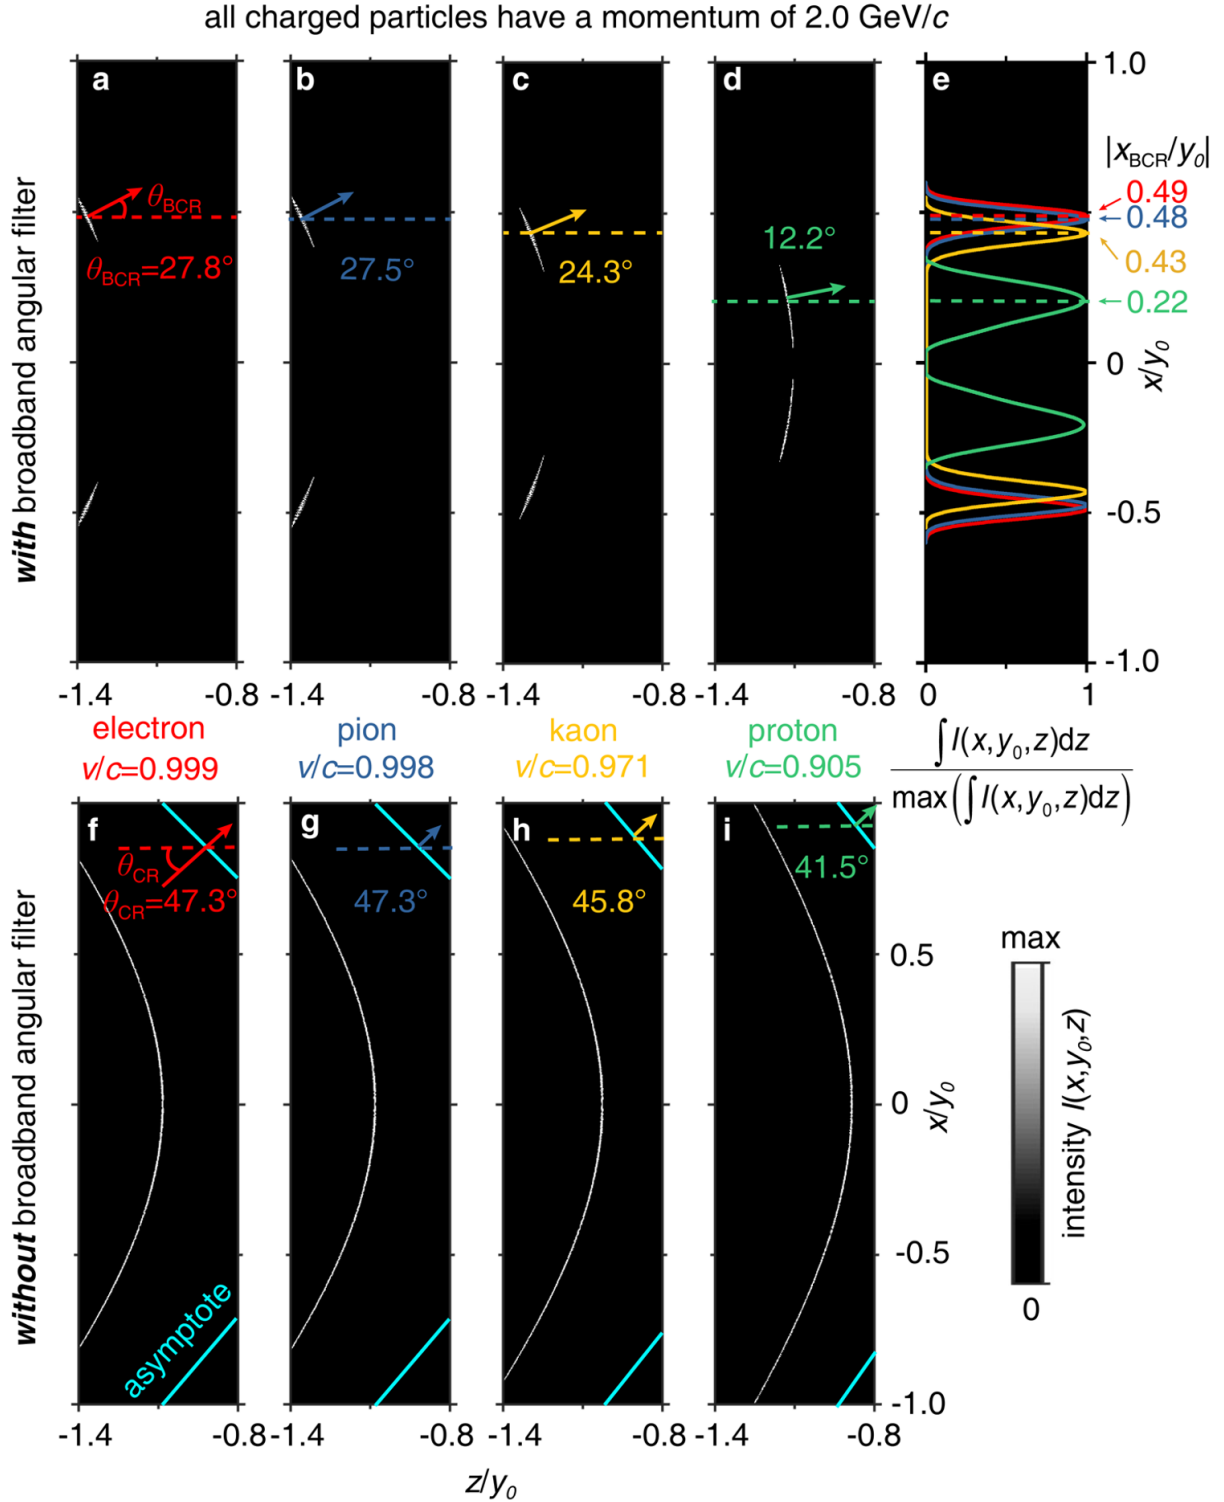 all charged particles have a momentum of 2.0 GeV/c
with broadband angular filter
a
θBCR
θBCR=27.8°
b
27.5°
c
24.3°
d
12.2°
e
1.0
|xBCR/y0|
0.49
0.48
0.43
0.22
0
x/y0
-0.5
-1.0
-1.4
-0.8
-1.4
-0.8
-1.4
-0.8
-1.4
-0.8
0
1
electron
v/c=0.999
pion
v/c=0.998
kaon
v/c=0.971
proton
v/c=0.905
∫I(x,y0,z)dz
max(∫I(x,y0,z)dz)
without broadband angular filter
f
θCR
θCR=47.3°
asymptote
g
47.3°
h
45.8°
i
41.5°
0.5
0
x/y0
-0.5
-1.0
-1.4
-0.8
-1.4
-0.8
-1.4
-0.8
-1.4
-0.8
z/y0
max
intensity I(x,y0,z)
0